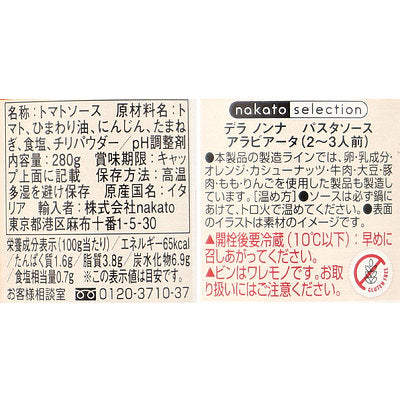 名称:トマトソース 原材料名:ト
マト、ひまわり油、にんじん、たまね
ぎ、食塩、チリパウダー／pH調整剤
内容量:280g 賞味期限:キャッ
プ上面に記載 保存方法:高温
多湿を避け保存 原産国名:イタ
リア 輸入者:株式会社nakato
東京都港区麻布十番1-5-30
栄養成分表示(100g当たり)/エネルギー65kcal
/たんぱく質1.6g/脂質3.8g/炭水化物6.9g
/食塩相当量0.7g ※この表示値は目安です。
お客様相談室 0120-3710-37
nakato selection
デラ ノンナ パスタソース
アラビアータ(2〜3人前)
●本製品の製造ラインでは、卵・乳成分・
オレンジ・カシューナッツ・牛肉・大豆・豚
肉・もも・りんごを使用した製品も製造し
ています。【温め方】●ソースは必ず鍋に
あけて、トロ火で温めてください。●表面
のイラストは実物と異なります。
▲開栓後要冷蔵(10℃以下):早めに
召しあがってください。
▲ビンはワレモノです。お取
り扱いにはご注意ください。
GLUTEN FREE